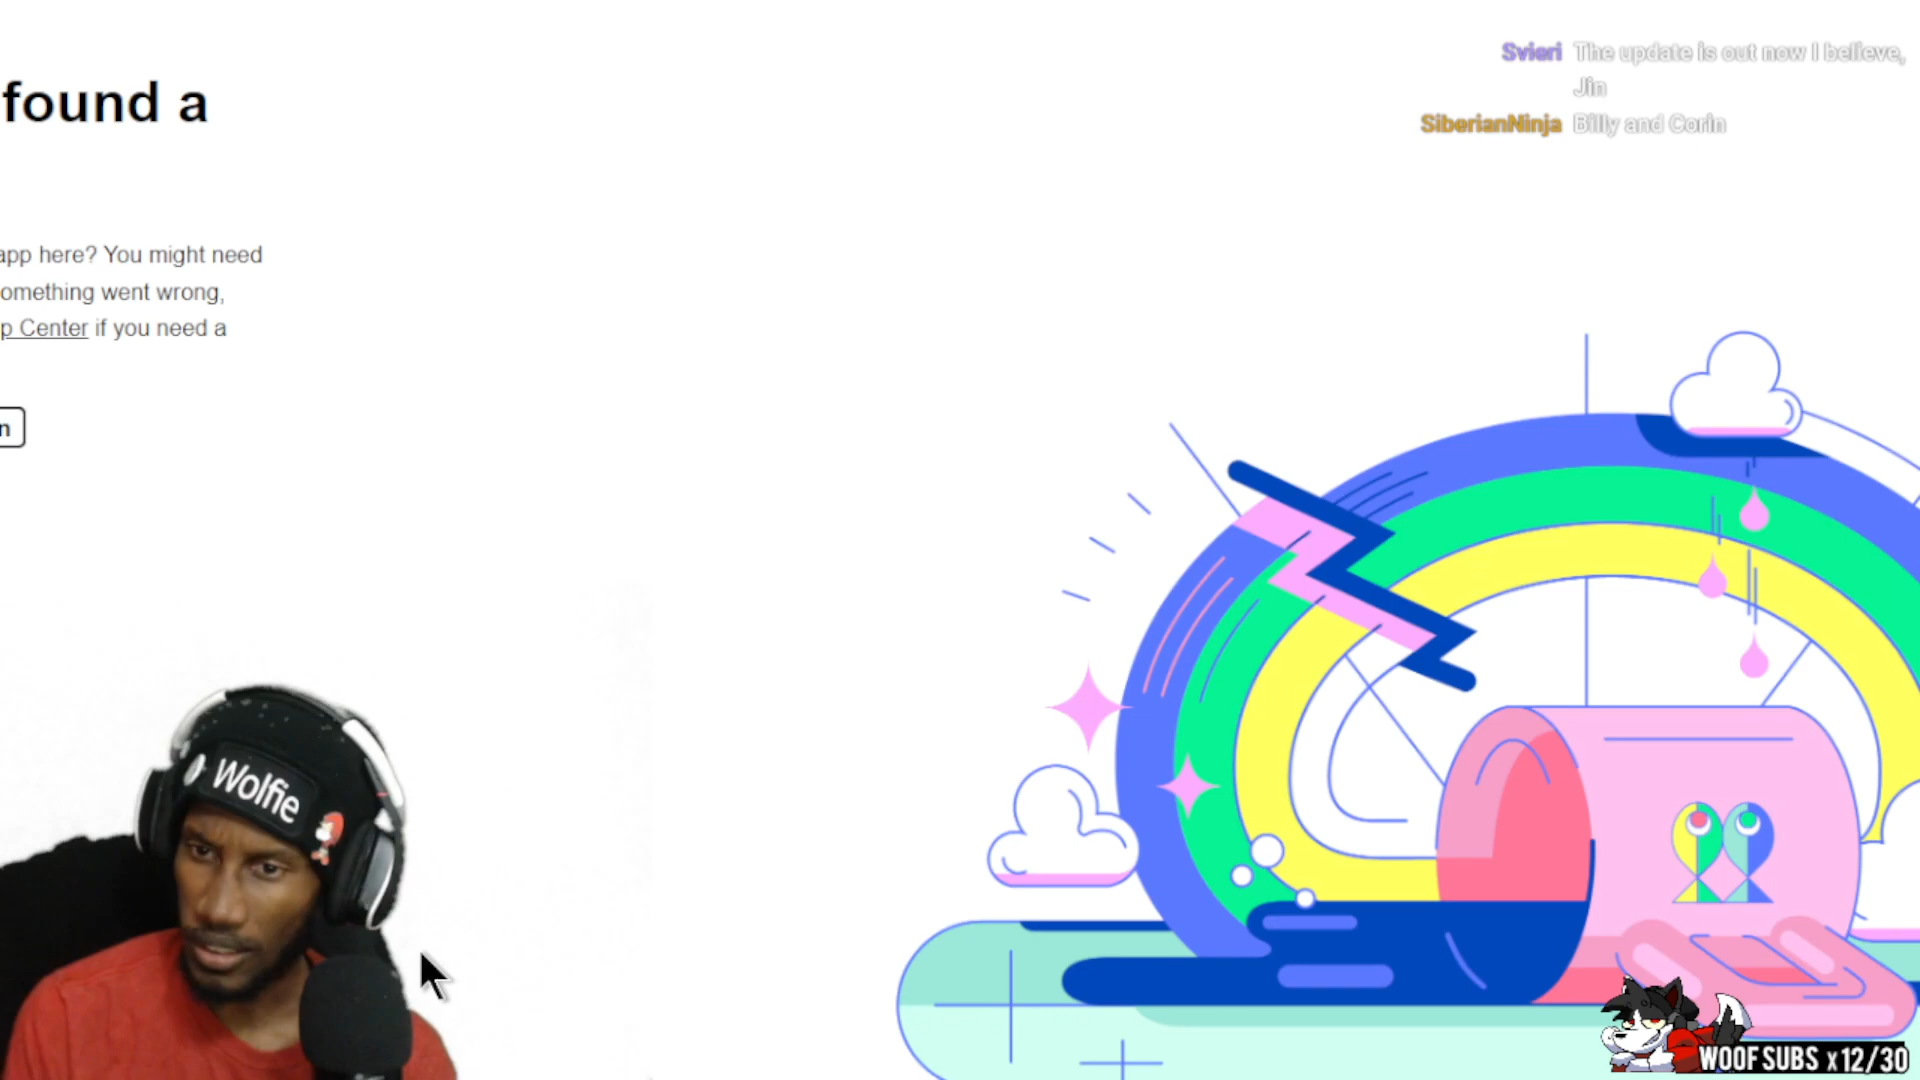 found a
app here? You might need
omething went wrong,
p Center if you need a
n
Svieri The update is out now I believe,
Jin
SiberianNinja Billy and Corin
Wolfie
WOOF SUBS x12/30